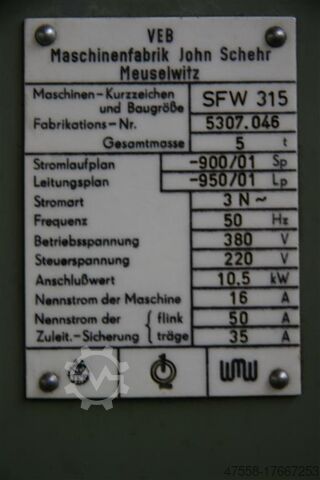 VEB
Maschinenfabrik John Schehr
Meuselwitz
Maschinen-Kurzzeichen und Baugröße SFW 315
Fabrikations-Nr. 5307.046
Gesamtmasse 5 t
Stromlaufplan -900/01 Sp
Leitungsplan -950/01 Lp
Stromart 3 N ~
Frequenz 50 Hz
Betriebsspannung 380 V
Steuerspannung 220 V
Anschlußwert 10.5 kW
Nennstrom der Maschine 16 A
Nennstrom der flink 50 A
Zuleit.-Sicherung träge 35 A
WMW
47558-17667253